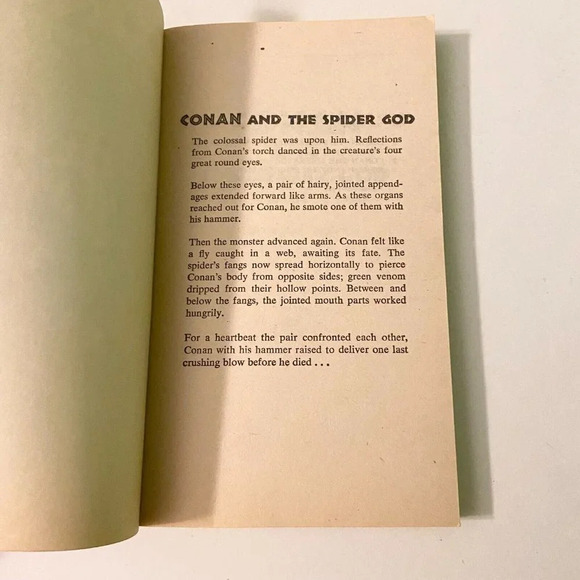 CONAN AND THE SPIDER GOD
The colossal spider was upon him. Reflections
from Conan's torch danced in the creature's four
great round eyes.
Below these eyes, a pair of hairy, jointed append-
ages extended forward like arms. As these organs
reached out for Conan, he smote one of them with
his hammer.
Then the monster advanced again. Conan felt like
a fly caught in a web, awaiting its fate. The
spider's fangs now spread horizontally to pierce
Conan's body from opposite sides; green venom
dripped from their hollow points. Between and
below the fangs, the jointed mouth parts worked
hungrily.
For a heartbeat the pair confronted each other,
Conan with his hammer raised to deliver one last
crushing blow before he died . . .